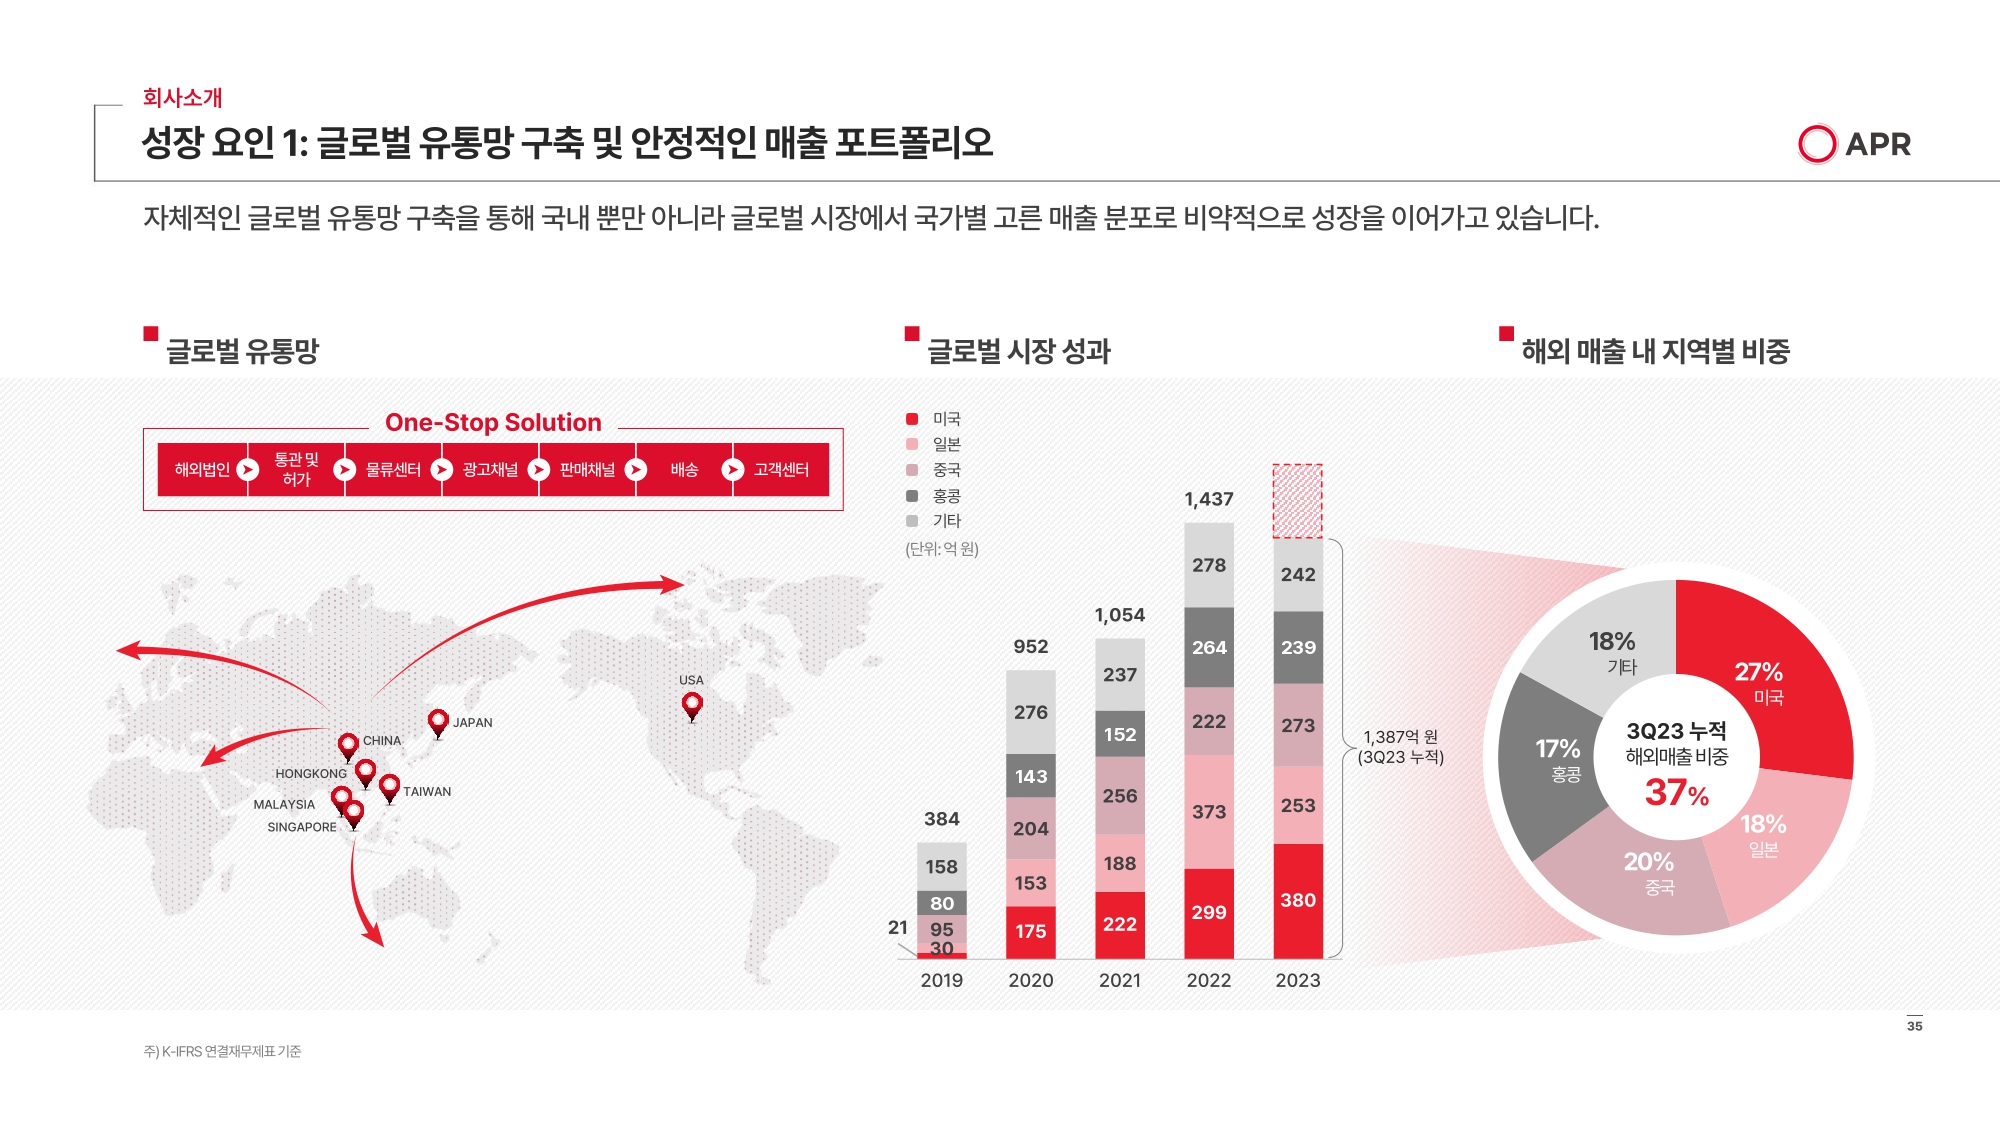 회사소개
성장 요인 1: 글로벌 유통망 구축 및 안정적인 매출 포트폴리오
APR
자체적인 글로벌 유통망 구축을 통해 국내 뿐만 아니라 글로벌 시장에서 국가별 고른 매출 분포로 비약적으로 성장을 이어가고 있습니다.
글로벌 유통망
One-Stop Solution
해외법인
통관 및
허가
물류센터
광고채널
판매채널
배송
고객센터
USA
JAPAN
CHINA
HONGKONG
TAIWAN
MALAYSIA
SINGAPORE
글로벌 시장 성과
미국
일본
중국
홍콩
기타
(단위: 억 원)
384
158
80
95
30
21
2019
952
276
143
204
153
175
2020
1,054
237
152
256
188
222
2021
1,437
278
264
222
373
299
2022
242
239
273
253
380
2023
1,387억 원
(3Q23 누적)
해외 매출 내 지역별 비중
27%
미국
18%
일본
20%
중국
17%
홍콩
18%
기타
3Q23 누적
해외매출 비중
37%
35
주) K-IFRS 연결재무제표 기준